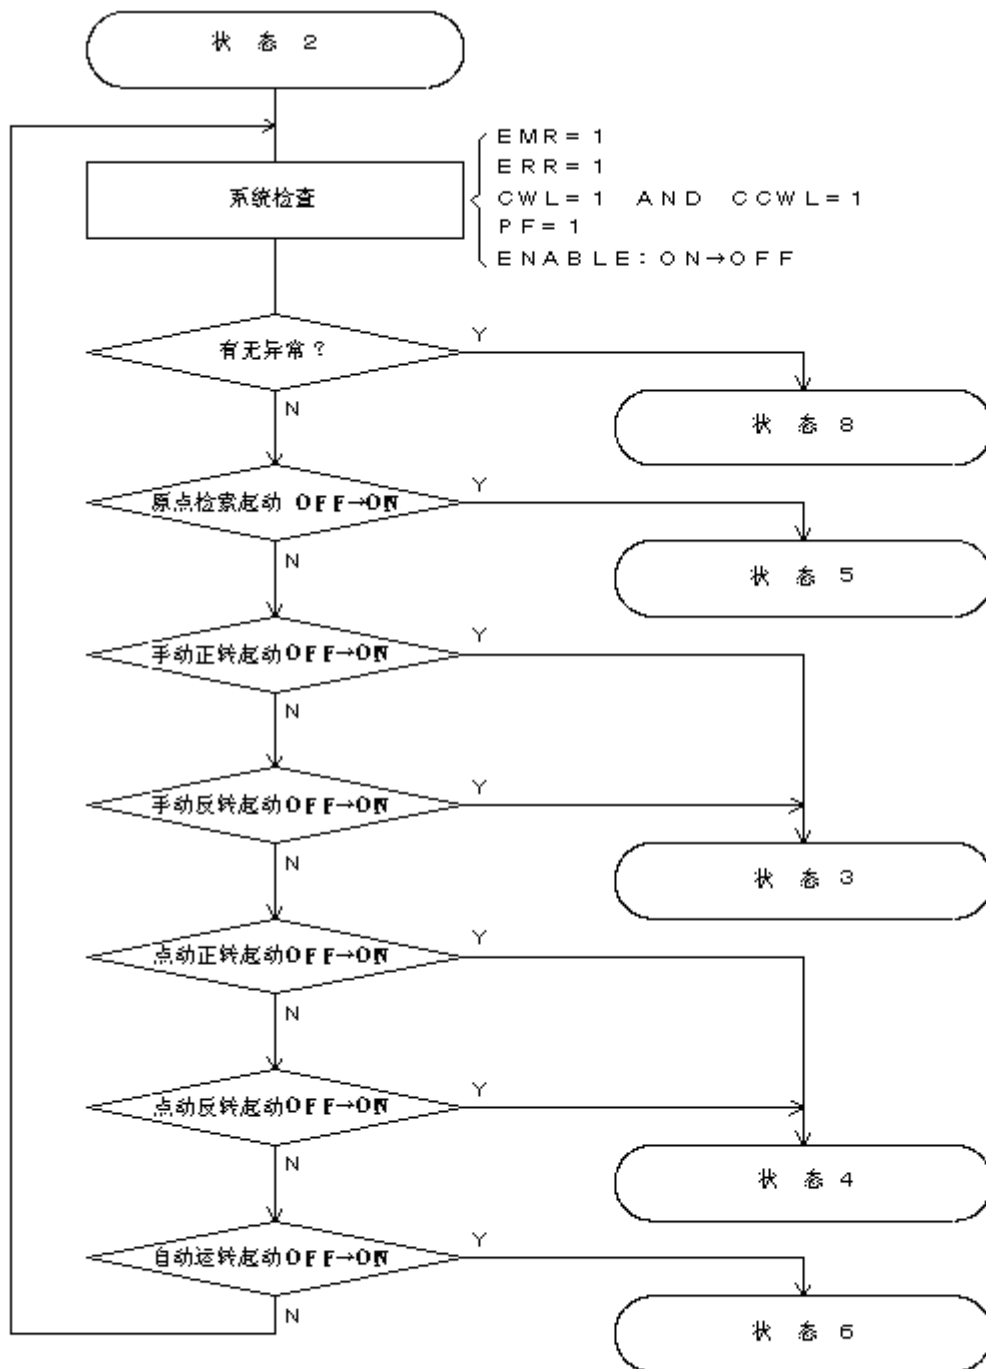 状 态 2
EMR=1
ERR=1
系统检查
CWL=1 AND CCWL=1
PF=1
ENABLE:ON→OFF
有无异常?
Y
N
状 态 8
原点检索起动 OFF→ON
Y
N
状 态 5
手动正转起动OFF→ON
Y
N
手动反转起动OFF→ON
Y
N
状 态 3
点动正转起动OFF→ON
Y
N
点动反转起动OFF→ON
Y
N
状 态 4
自动运转起动OFF→ON
Y
N
状 态 6